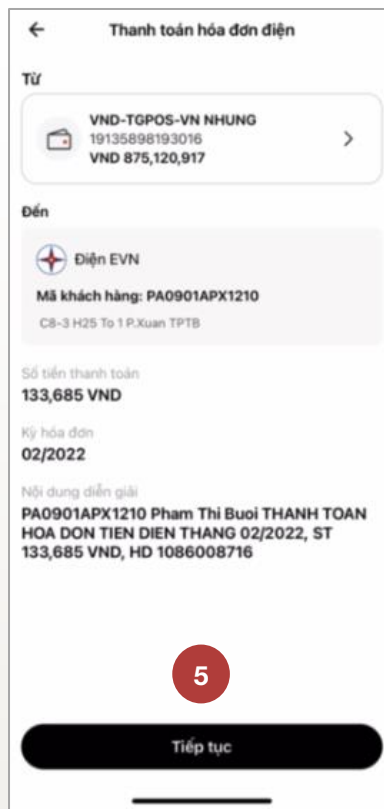 Thanh toán hóa đơn điện
Từ
VND-TGPOS-VN NHUNG
19135898193016
VND 875,120,917
Đến
Điện EVN
Mã khách hàng: PA0901APX1210
C8-3 H25 To 1 P.Xuan TPTB
Số tiền thanh toán
133,685 VND
Kỳ hóa đơn
02/2022
Nội dung diễn giải
PA0901APX1210 Pham Thi Buoi THANH TOAN
HOA DON TIEN DIEN THANG 02/2022, ST
133,685 VND, HD 1086008716
5
Tiếp tục